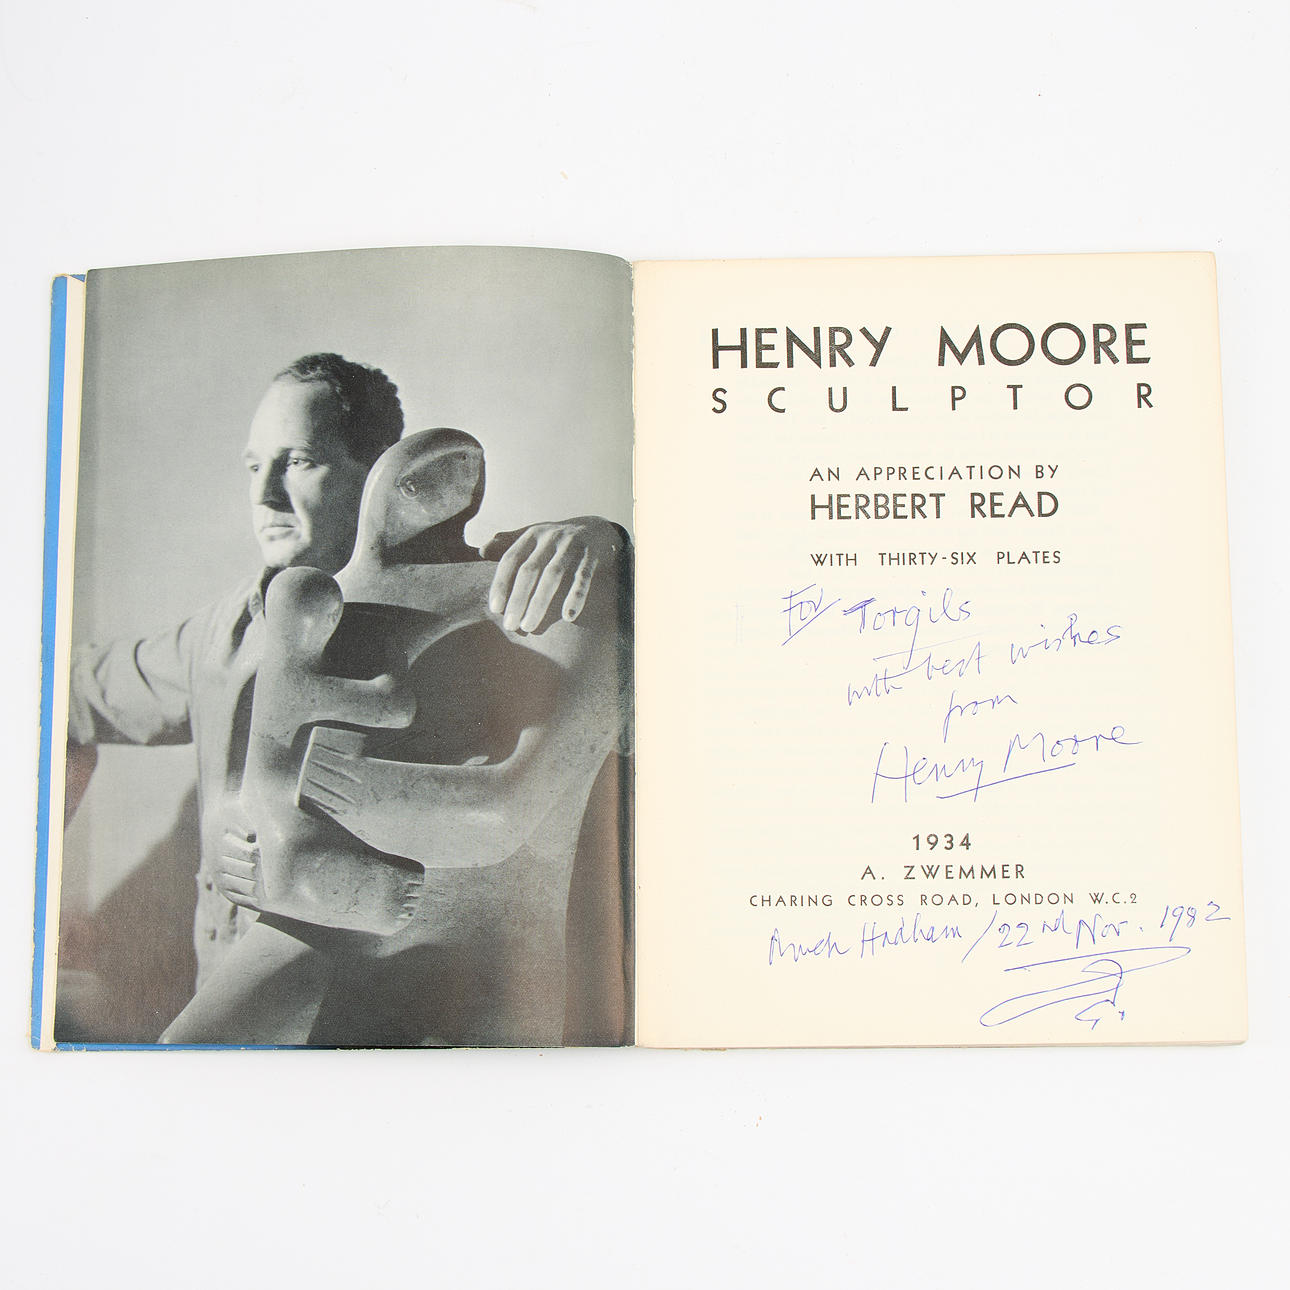 HENRY MOORE
SCULPTOR
AN APPRECIATION BY
HERBERT READ
WITH THIRTY-SIX PLATES
For Torgils
with best wishes
from
Henry Moore
1934
A. ZWEMMER
CHARING CROSS ROAD, LONDON W.C.2
Much Hadham / 22nd Nov. 1982